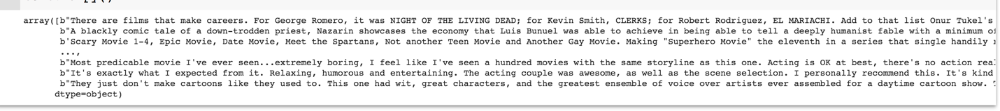 array([b"There are films that make careers. For George Romero, it was NIGHT OF THE LIVING DEAD; for Kevin Smith, CLERKS; for Robert Rodriguez, EL MARIACHI. Add to that list Onur Tukel's
b"A blackly comic tale of a down-trodden priest, Nazarin showcases the economy that Luis Bunuel was able to achieve in being able to tell a deeply humanist fable with a minimum of
b'Scary Movie 1-4, Epic Movie, Date Movie, Meet the Spartans, Not another Teen Movie and Another Gay Movie. Making "Superhero Movie" the eleventh in a series that single handily
...,
b"Most predicable movie I've ever seen...extremely boring, I feel like I've seen a hundred movies with the same storyline as this one. Acting is OK at best, there's no action
b"It's exactly what I expected from it. Relaxing, humorous and entertaining. The acting couple was awesome, as well as the scene selection. I personally recommend this. It's kind
b"They just don't make cartoons like they used to. This one had wit, great characters, and the greatest ensemble of voice over artists ever assembled for a daytime cartoon show.
dtype=object)